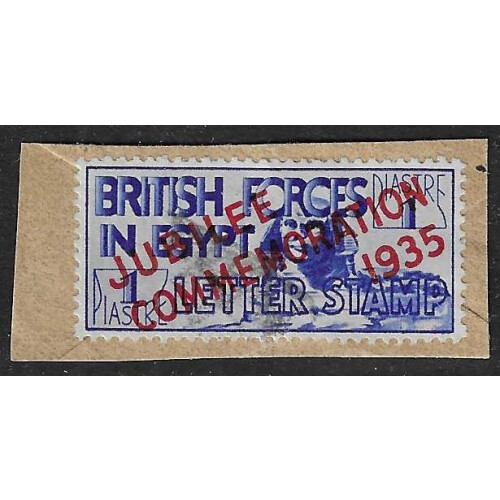 BRITISH FORCES
IN EGYPT
PIASTRE
1
1
PIASTRE
LETTER STAMP
JUBILEE
COMMEMORATION
1935